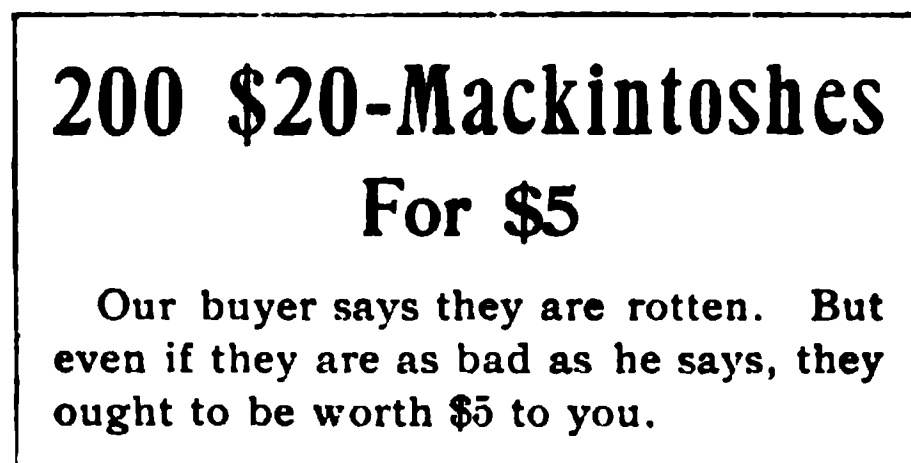 200 $20-Mackintoshes
For $5
Our buyer says they are rotten. But
even if they are as bad as he says, they
ought to be worth $5 to you.